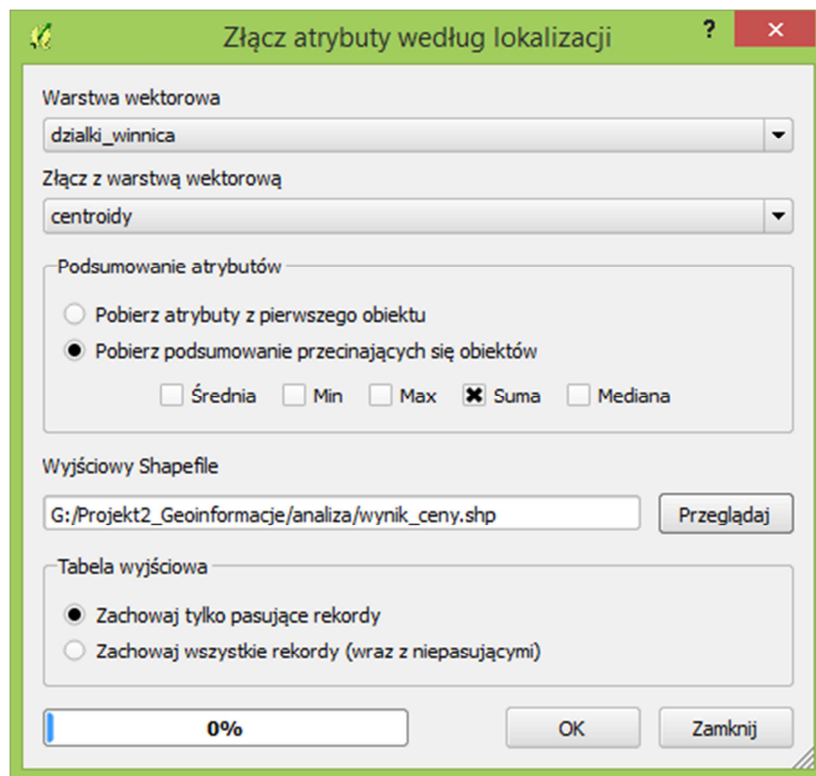 Złącz atrybuty według lokalizacji ?
Warstwa wektorowa
dzialki_winnica
Złącz z warstwą wektorową
centroidy
Podsumowanie atrybutów
Pobierz atrybuty z pierwszego obiektu
Pobierz podsumowanie przecinających się obiektów
Średnia Min Max Suma Mediana
Wyjściowy Shapefile
G:/Projekt2_Geoinformacje/analiza/wynik_ceny.shp Przeglądaj
Tabela wyjściowa
Zachowaj tylko pasujące rekordy
Zachowaj wszystkie rekordy (wraz z niepasującymi)
0% OK Zamknij